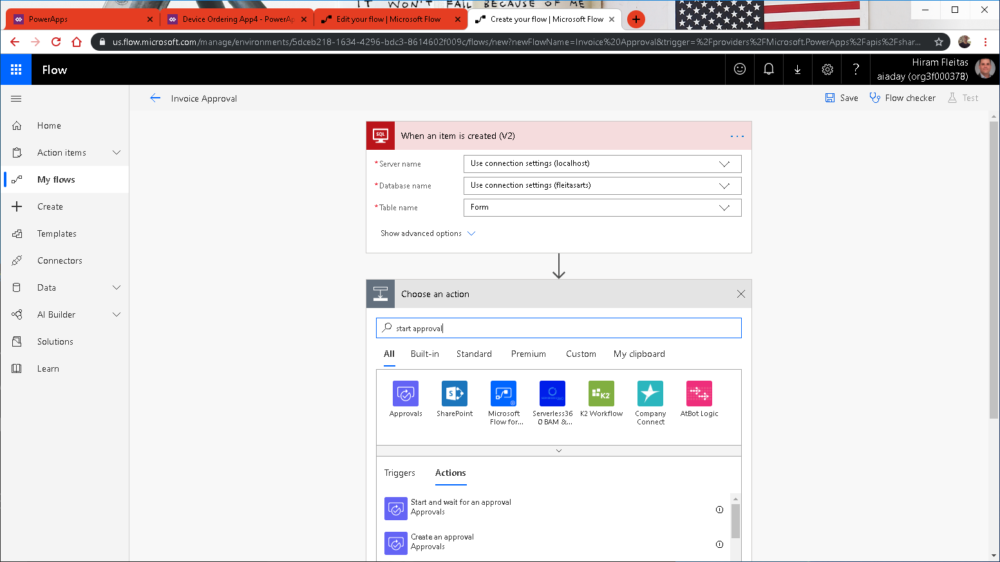 IT WON'T FAIL BECAUSE OF ME
PowerApps
Device Ordering App4 - PowerAp
Edit your flow | Microsoft Flow
Create your flow | Microsoft Flow
us.flow.microsoft.com/manage/environments/5dceb218-1634-4296-bdc3-8614602f009c/flows/new?newFlowName=Invoice%20Approval&trigger=%2Fproviders%2FMicrosoft.PowerApps%2Fapis%2Fshar...
Flow
?
Hiram Fleitas
aiaday (org3f000378)
Invoice Approval
Save
Flow checker
Test
Home
Action items
My flows
Create
Templates
Connectors
Data
AI Builder
Solutions
Learn
SQL
When an item is created (V2)
...
* Server name
Use connection settings (localhost)
* Database name
Use connection settings (fleitasarts)
* Table name
Form
Show advanced options
Choose an action
start approval
All
Built-in
Standard
Premium
Custom
My clipboard
Approvals
SharePoint
Microsoft
Flow for...
Serverless36
0 BAM &...
K2
K2 Workflow
Company
Connect
AtBot Logic
Triggers
Actions
Start and wait for an approval
Approvals
Create an approval
Approvals